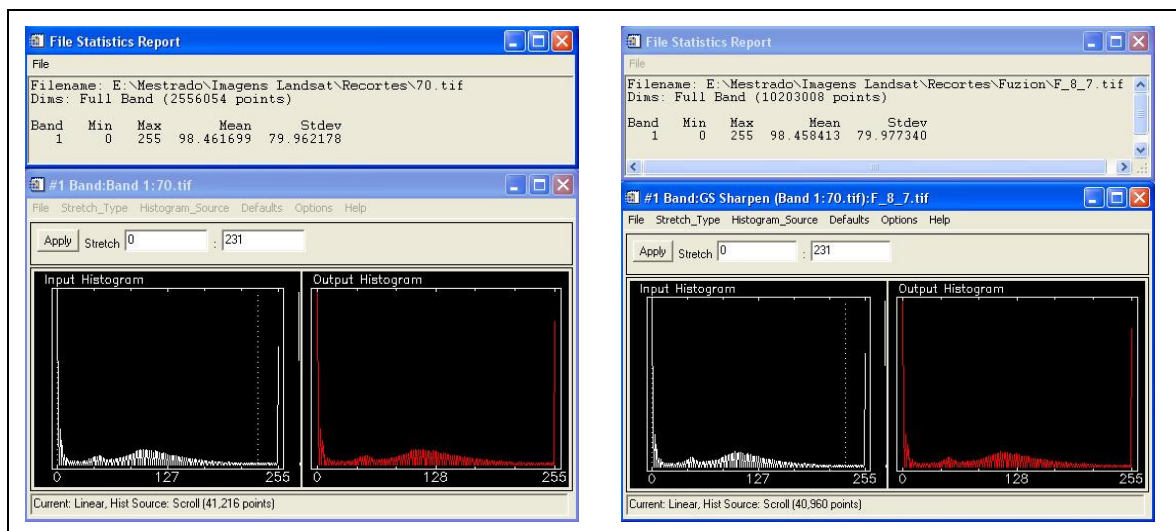 File Statistics Report
File
Filename: E:\Mestrado\Imagens Landsat\Recortes\70.tif
Dims: Full Band (2556054 points)
Band Min Max Mean Stdev
1 0 255 98.461699 79.962178
#1 Band:Band 1:70.tif
File Stretch_Type Histogram_Source Defaults Options Help
Apply Stretch 0 : 231
Input Histogram Output Histogram
0 127 255 0 128 255
Current: Linear, Hist Source: Scroll (41,216 points)
File Statistics Report
File
Filename: E:\Mestrado\Imagens Landsat\Recortes\Fuzion\F_8_7.tif
Dims: Full Band (10203008 points)
Band Min Max Mean Stdev
1 0 255 98.458413 79.977340
#1 Band:GS Sharpen (Band 1:70.tif):F_8_7.tif
File Stretch_Type Histogram_Source Defaults Options Help
Apply Stretch 0 : 231
Input Histogram Output Histogram
0 127 255 0 128 255
Current: Linear, Hist Source: Scroll (40,960 points)